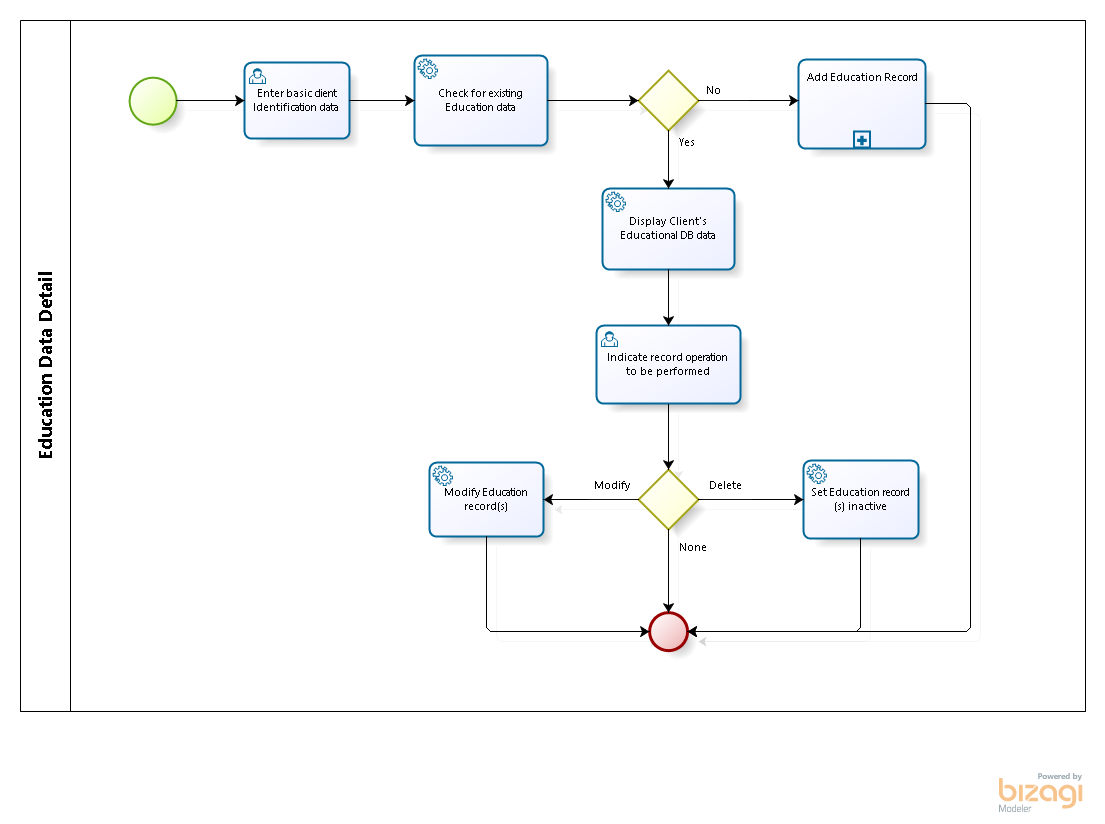 Education Data Detail
Enter basic client
Identification data
Check for existing
Education data
No
Add Education Record
Yes
Display Client's
Educational DB data
Indicate record operation
to be performed
Modify
Delete
Modify Education
record(s)
Set Education record
(s) inactive
None
Powered by
bizagi
Modeler